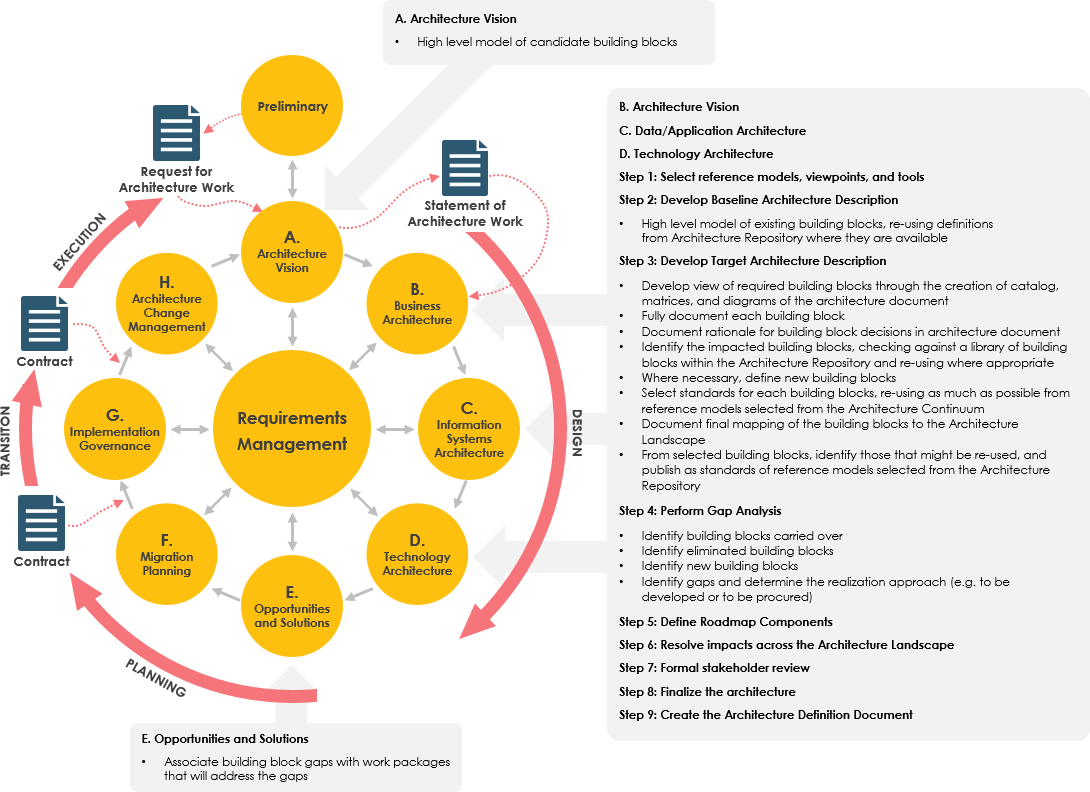 A. Architecture Vision
• High level model of candidate building blocks
Preliminary
Request for
Architecture Work
Statement of
Architecture Work
EXECUTION
A.
Architecture
Vision
H.
Architecture
Change
Management
B.
Business
Architecture
Contract
G.
Implementation
Governance
Requirements
Management
C.
Information
Systems
Architecture
TRANSITON
DESIGN
Contract
F.
Migration
Planning
D.
Technology
Architecture
E.
Opportunities
and Solutions
PLANNING
E. Opportunities and Solutions
• Associate building block gaps with work packages
that will address the gaps
B. Architecture Vision
C. Data/Application Architecture
D. Technology Architecture
Step 1: Select reference models, viewpoints, and tools
Step 2: Develop Baseline Architecture Description
• High level model of existing building blocks, re-using definitions
from Architecture Repository where they are available
Step 3: Develop Target Architecture Description
• Develop view of required building blocks through the creation of catalog,
matrices, and diagrams of the architecture document
• Fully document each building block
• Document rationale for building block decisions in architecture document
• Identify the impacted building blocks, checking against a library of building
blocks within the Architecture Repository and re-using where appropriate
• Where necessary, define new building blocks
• Select standards for each building blocks, re-using as much as possible from
reference models selected from the Architecture Continuum
• Document final mapping of the building blocks to the Architecture
Landscape
• From selected building blocks, identify those that might be re-used, and
publish as standards of reference models selected from the Architecture
Repository
Step 4: Perform Gap Analysis
• Identify building blocks carried over
• Identify eliminated building blocks
• Identify new building blocks
• Identify gaps and determine the realization approach (e.g. to be
developed or to be procured)
Step 5: Define Roadmap Components
Step 6: Resolve impacts across the Architecture Landscape
Step 7: Formal stakeholder review
Step 8: Finalize the architecture
Step 9: Create the Architecture Definition Document